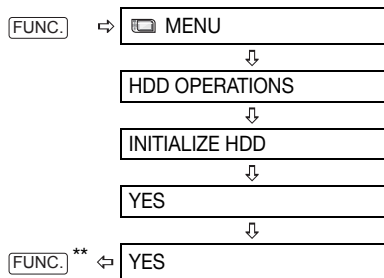 FUNC. ⇨ MENU
⇩
HDD OPERATIONS
⇩
INITIALIZE HDD
⇩
YES
⇩
FUNC. ** ⇦ YES